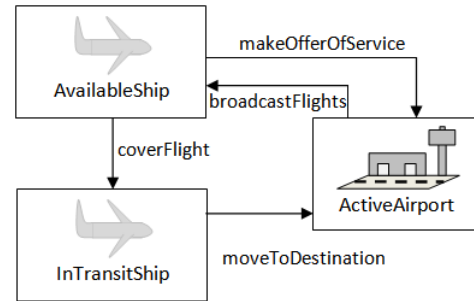 makeOfferOfService
AvailableShip
broadcastFlights
coverFlight
ActiveAirport
moveToDestination
InTransitShip